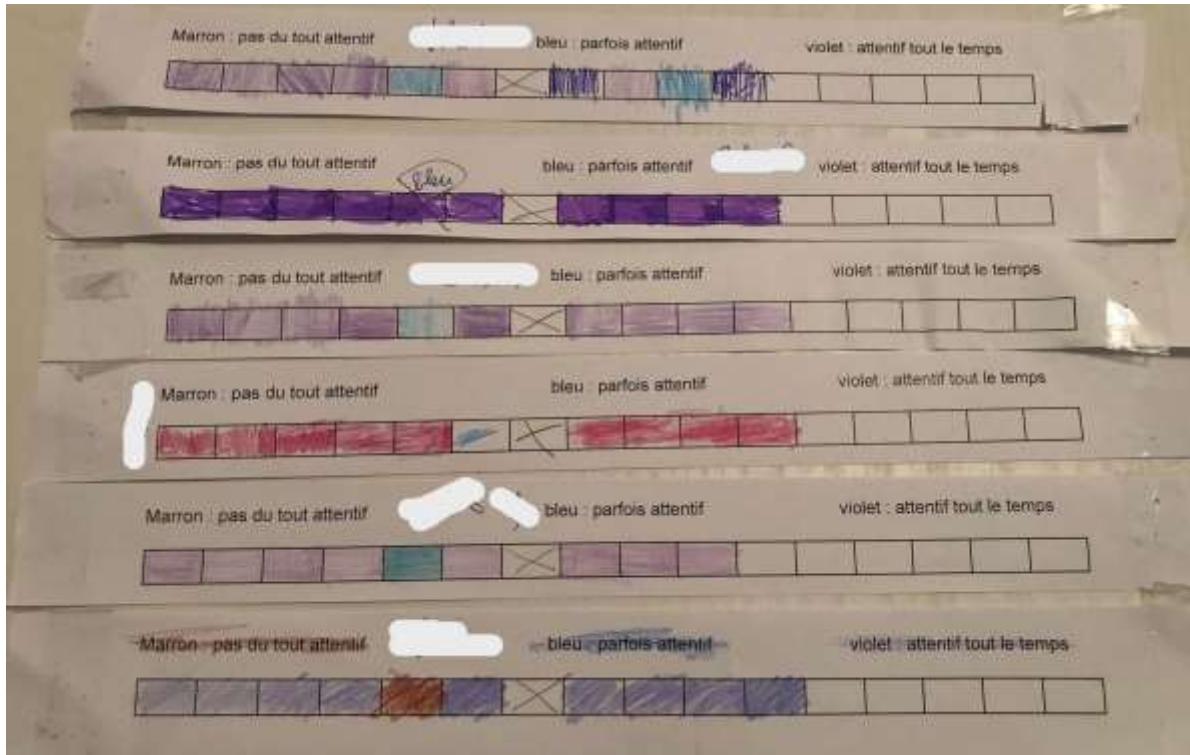 Marron : pas du tout attentif bleu : parfois attentif violet : attentif tout le temps
Marron : pas du tout attentif bleu : parfois attentif violet : attentif tout le temps
bleu
Marron : pas du tout attentif bleu : parfois attentif violet : attentif tout le temps
Marron : pas du tout attentif bleu : parfois attentif violet : attentif tout le temps
Marron : pas du tout attentif bleu : parfois attentif violet : attentif tout le temps
Marron : pas du tout attentif bleu : parfois attentif violet : attentif tout le temps